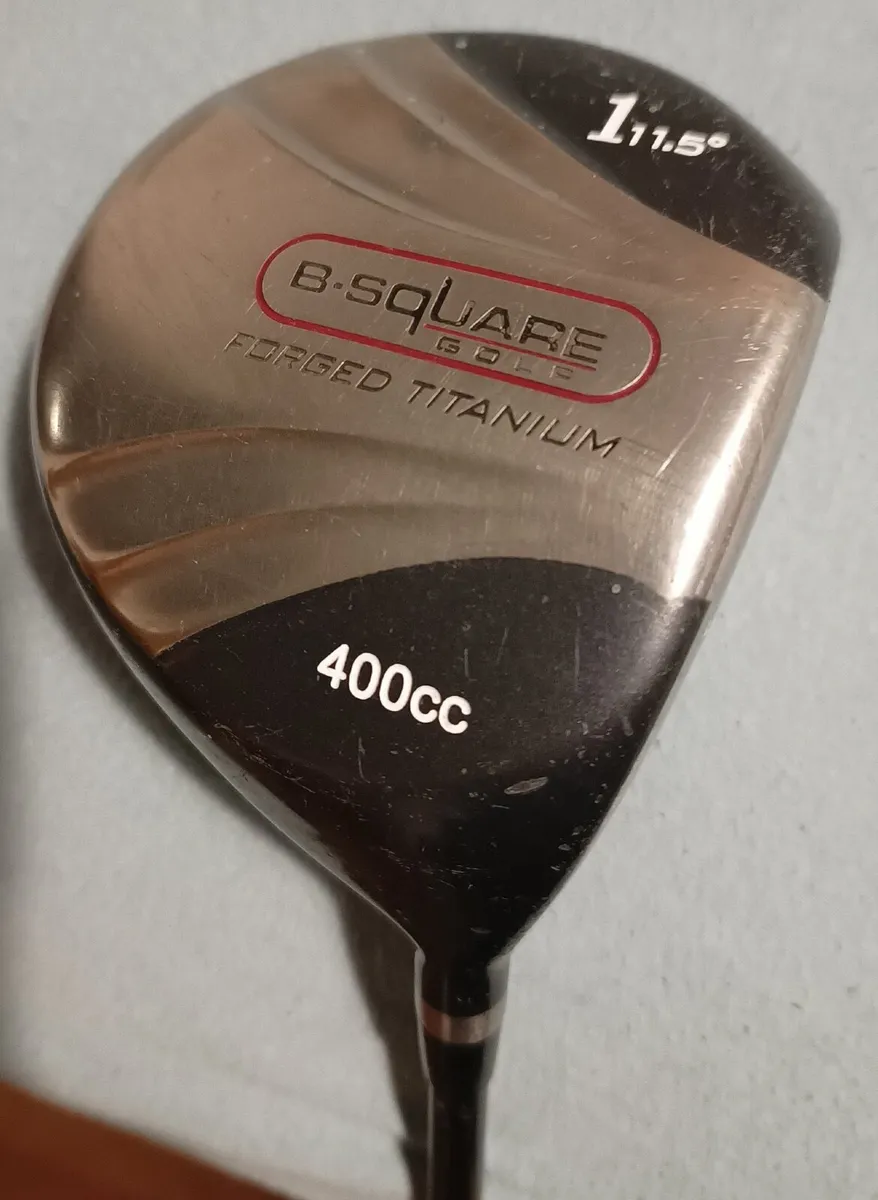 1 11.5°
B·SqUARE
GOLF
FORGED TITANIUM
400cc